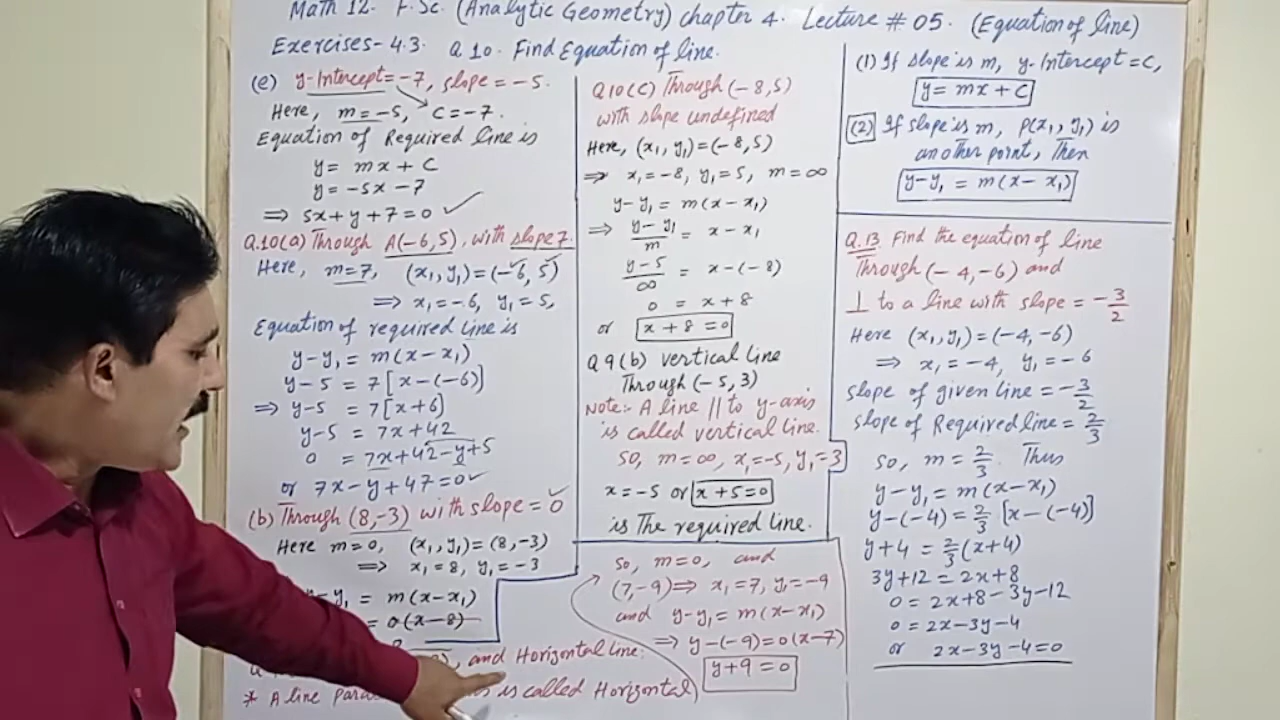 Math 12. F.Sc. (Analytic Geometry) chapter 4. Lecture # 05. (Equation of line)
Exercises- 4.3. Q.10. Find Equation of line.
(e) y-Intercept = -7, slope = -5.
Here, m = -5, C = -7.
Equation of Required line is
y = mx + C
y = -5x - 7
⇒ 5x + y + 7 = 0 ✓
Q.10(a) Through A(-6, 5), with slope 7.
Here, m = 7, (x₁, y₁) = (-6, 5)
⇒ x₁ = -6, y₁ = 5,
Equation of required line is
y - y₁ = m(x - x₁)
y - 5 = 7[x - (-6)]
⇒ y - 5 = 7[x + 6]
y - 5 = 7x + 42
0 = 7x + 42 - y + 5
or 7x - y + 47 = 0 ✓
(b) Through (8, -3) with slope = 0 ✓
Here m = 0, (x₁, y₁) = (8, -3)
⇒ x₁ = 8, y₁ = -3
y - y₁ = m(x - x₁)
= 0(x - 8)
, and Horizontal line.
* A line para is called Horizontal)
Q10(C) Through (-8, 5)
with slope undefined
Here, (x₁, y₁) = (-8, 5)
⇒ x₁ = -8, y₁ = 5, m = ∞
y - y₁ = m(x - x₁)
⇒ (y - y₁)/m = x - x₁
(y - 5)/∞ = x - (-8)
0 = x + 8
or x + 8 = 0
Q9(b) vertical line
Through (-5, 3)
Note:- A line || to y-axis
is called vertical line.
So, m = ∞, x₁ = -5, y₁ = 3
x = -5 or x + 5 = 0
is The required line.
So, m = 0, and
(7, -9) ⇒ x₁ = 7, y₁ = -9
and y - y₁ = m(x - x₁)
⇒ y - (-9) = 0(x - 7)
y + 9 = 0
(1) If slope is m, y-Intercept = C,
y = mx + C
(2) If slope is m, P(x₁, y₁) is
another point, Then
y - y₁ = m(x - x₁)
Q.13. Find the equation of line
Through (-4, -6) and
⊥ to a line with slope = -3/2
Here (x₁, y₁) = (-4, -6)
⇒ x₁ = -4, y₁ = -6
slope of given line = -3/2
slope of Required line = 2/3
So, m = 2/3. Thus
y - y₁ = m(x - x₁)
y - (-4) = 2/3 [x - (-4)]
y + 4 = 2/3 (x + 4)
3y + 12 = 2x + 8
0 = 2x + 8 - 3y - 12
0 = 2x - 3y - 4
or 2x - 3y - 4 = 0